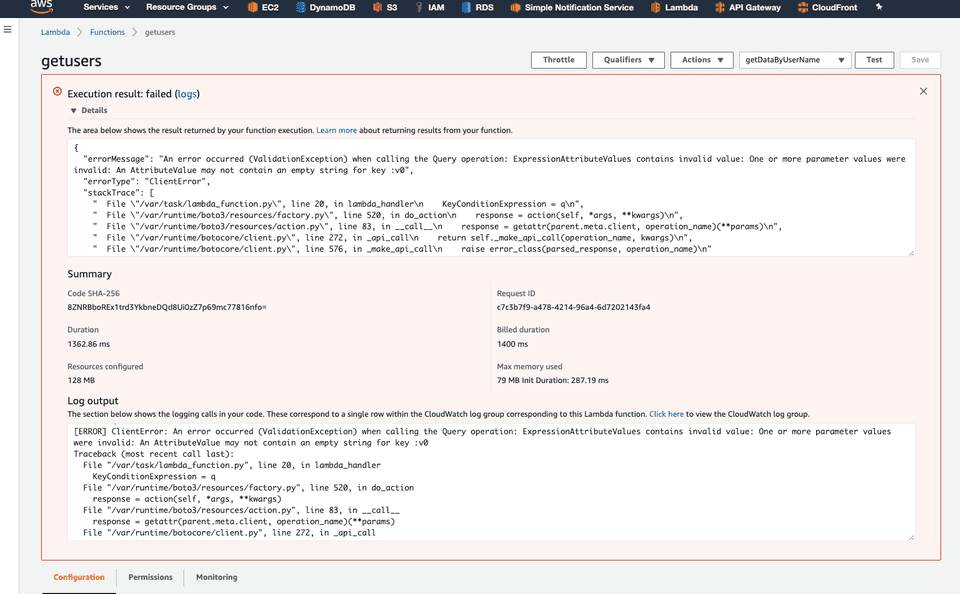 aws Services Resource Groups EC2 DynamoDB S3 IAM RDS Simple Notification Service Lambda API Gateway CloudFront
Lambda Functions getusers
getusers
Throttle Qualifiers Actions getDataByUserName Test Save
Execution result: failed (logs)
Details
The area below shows the result returned by your function execution. Learn more about returning results from your function.
{
"errorMessage": "An error occurred (ValidationException) when calling the Query operation: ExpressionAttributeValues contains invalid value: One or more parameter values were
invalid: An AttributeValue may not contain an empty string for key :v0",
"errorType": "ClientError",
"stackTrace": [
" File \"/var/task/lambda_function.py\", line 20, in lambda_handler\n KeyConditionExpression = q\n",
" File \"/var/runtime/boto3/resources/factory.py\", line 520, in do_action\n response = action(self, *args, **kwargs)\n",
" File \"/var/runtime/boto3/resources/action.py\", line 83, in __call__\n response = getattr(parent.meta.client, operation_name)(**params)\n",
" File \"/var/runtime/botocore/client.py\", line 272, in _api_call\n return self._make_api_call(operation_name, kwargs)\n",
" File \"/var/runtime/botocore/client.py\", line 576, in _make_api_call\n raise error_class(parsed_response, operation_name)\n"
Summary
Code SHA-256
8ZNRBboREx1trd3YkbneDQd8Ui0zZ7p69mc77816nfo=
Request ID
c7c3b7f9-a478-4214-96a4-6d7202143fa4
Duration
1362.86 ms
Billed duration
1400 ms
Resources configured
128 MB
Max memory used
79 MB Init Duration: 287.19 ms
Log output
The section below shows the logging calls in your code. These correspond to a single row within the CloudWatch log group corresponding to this Lambda function. Click here to view the CloudWatch log group.
[ERROR] ClientError: An error occurred (ValidationException) when calling the Query operation: ExpressionAttributeValues contains invalid value: One or more parameter values
were invalid: An AttributeValue may not contain an empty string for key :v0
Traceback (most recent call last):
File "/var/task/lambda_function.py", line 20, in lambda_handler
KeyConditionExpression = q
File "/var/runtime/boto3/resources/factory.py", line 520, in do_action
response = action(self, *args, **kwargs)
File "/var/runtime/boto3/resources/action.py", line 83, in __call__
response = getattr(parent.meta.client, operation_name)(**params)
File "/var/runtime/botocore/client.py", line 272, in _api_call
Configuration Permissions Monitoring